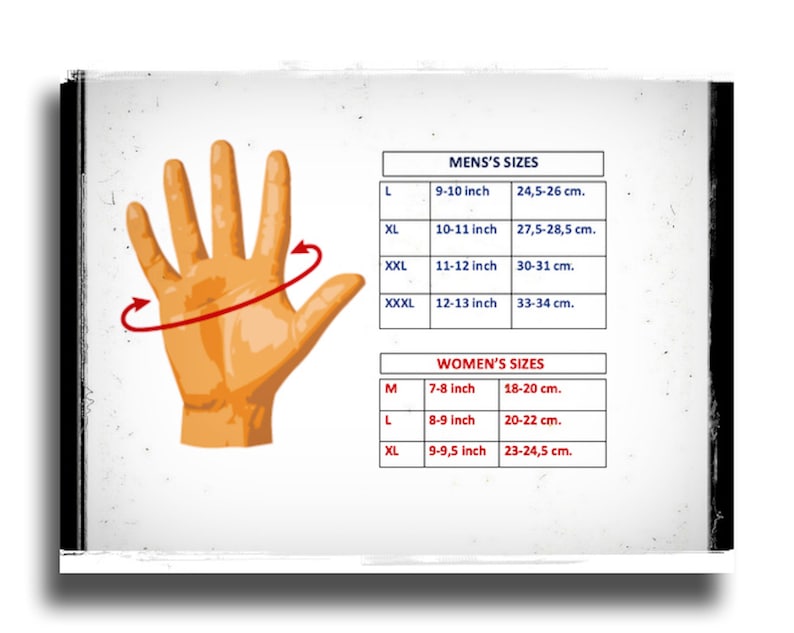 MENS'S SIZES
L 9-10 inch 24,5-26 cm.
XL 10-11 inch 27,5-28,5 cm.
XXL 11-12 inch 30-31 cm.
XXXL 12-13 inch 33-34 cm.
WOMEN'S SIZES
M 7-8 inch 18-20 cm.
L 8-9 inch 20-22 cm.
XL 9-9,5 inch 23-24,5 cm.